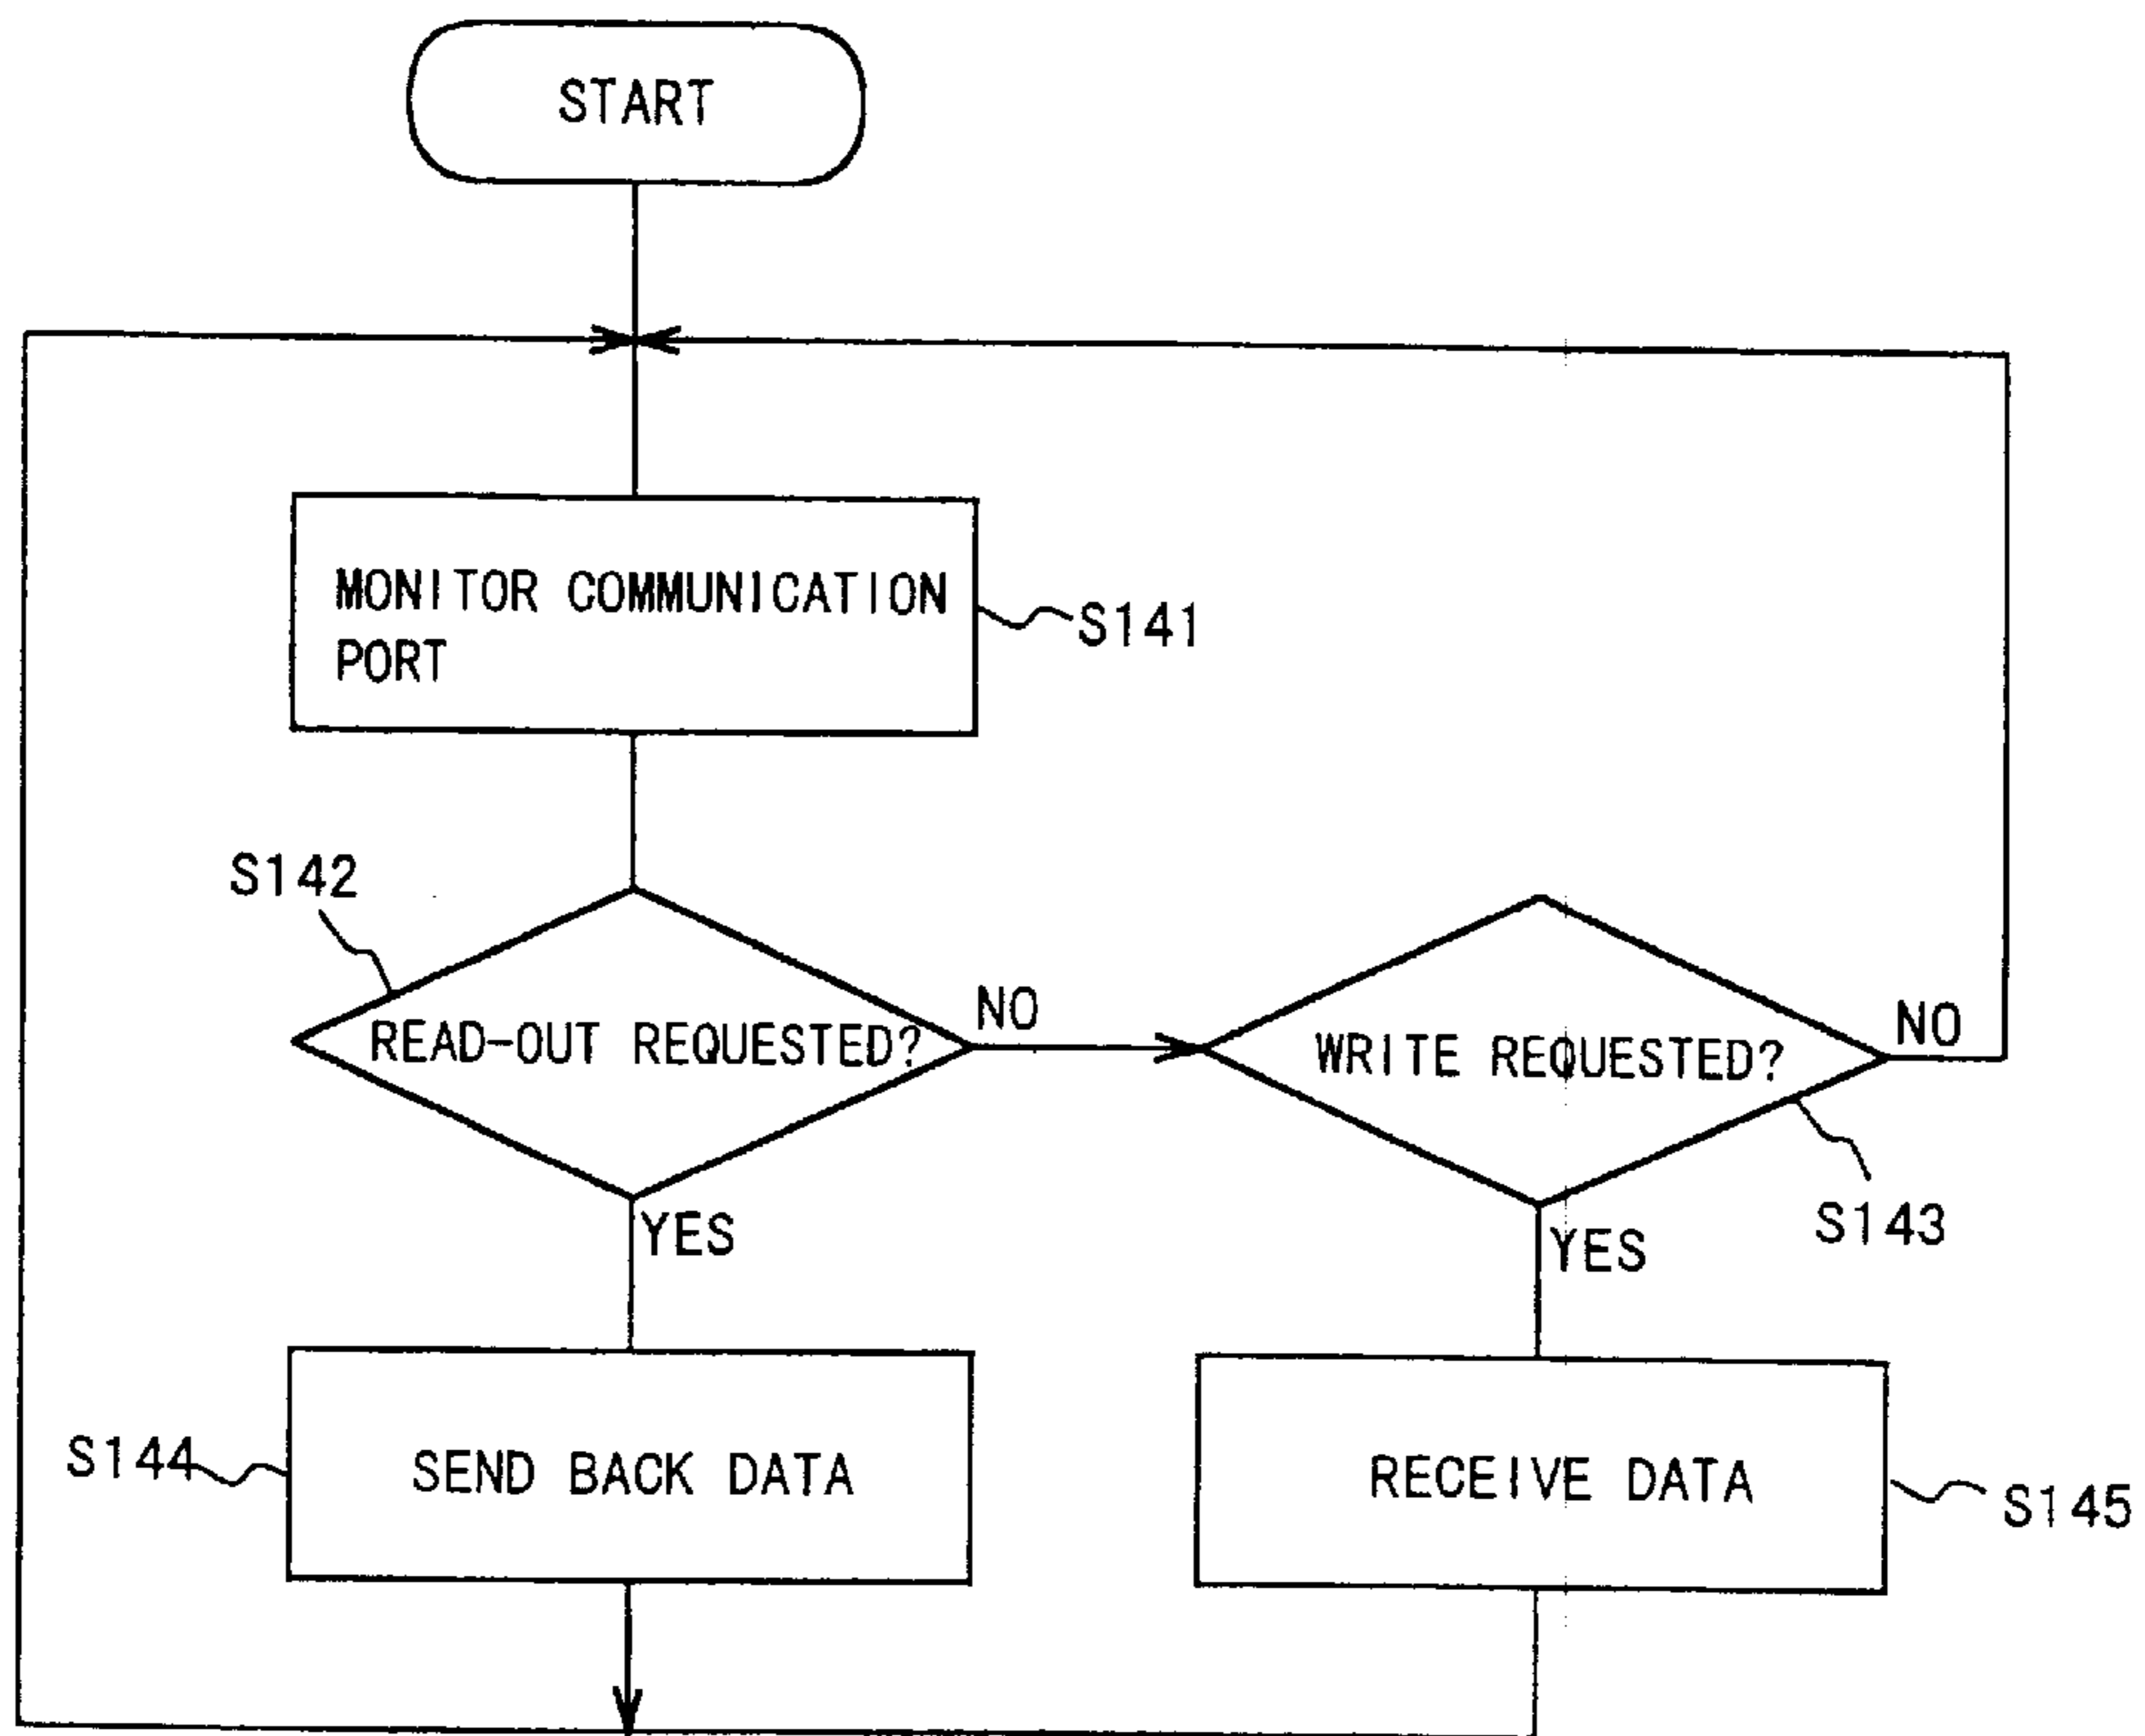 START
MONITOR COMMUNICATION
PORT
S141
S142
READ-OUT REQUESTED?
NO
WRITE REQUESTED?
NO
S143
YES
YES
S144
SEND BACK DATA
RECEIVE DATA
S145